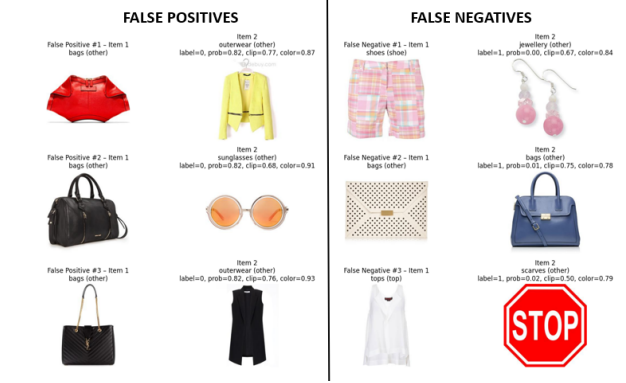 FALSE POSITIVES
FALSE NEGATIVES
False Positive #1 – Item 1
bags (other)
Item 2
outerwear (other)
label=0, prob=0.82, clip=0.77, color=0.87
False Negative #1 – Item 1
shoes (shoe)
Item 2
jewellery (other)
label=1, prob=0.00, clip=0.67, color=0.84
False Positive #2 – Item 1
bags (other)
Item 2
sunglasses (other)
label=0, prob=0.82, clip=0.68, color=0.91
False Negative #2 – Item 1
bags (other)
Item 2
bags (other)
label=1, prob=0.01, clip=0.75, color=0.78
False Positive #3 – Item 1
bags (other)
Item 2
outerwear (other)
label=0, prob=0.82, clip=0.76, color=0.93
False Negative #3 – Item 1
tops (top)
Item 2
scarves (other)
label=1, prob=0.02, clip=0.50, color=0.79
STOP